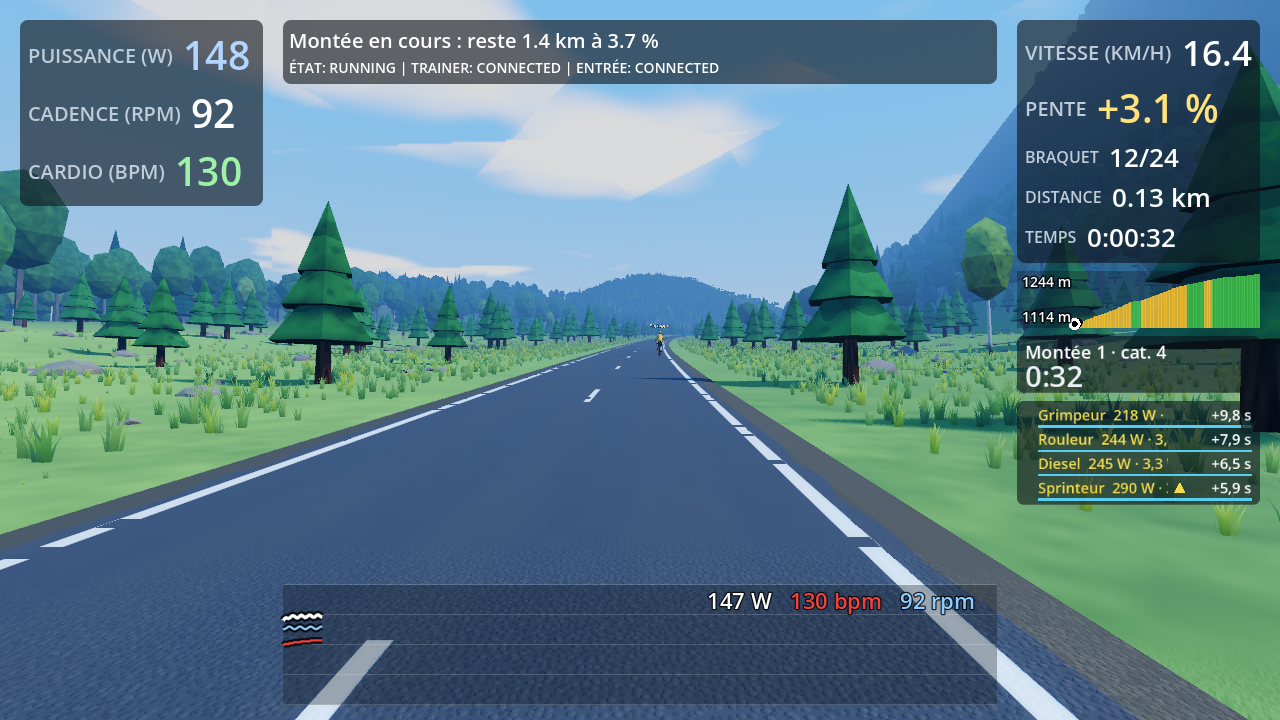 PUISSANCE (W) 148
CADENCE (RPM) 92
CARDIO (BPM) 130
Montée en cours : reste 1.4 km à 3.7 %
ÉTAT: RUNNING | TRAINER: CONNECTED | ENTRÉE: CONNECTED
VITESSE (KM/H) 16.4
PENTE +3.1 %
BRAQUET 12/24
DISTANCE 0.13 km
TEMPS 0:00:32
1244 m
1114 m
Montée 1 · cat. 4
0:32
Grimpeur 218 W · +9,8 s
Rouleur 244 W · 3, +7,9 s
Diesel 245 W · 3,3 +6,5 s
Sprinteur 290 W · +5,9 s
147 W 130 bpm 92 rpm